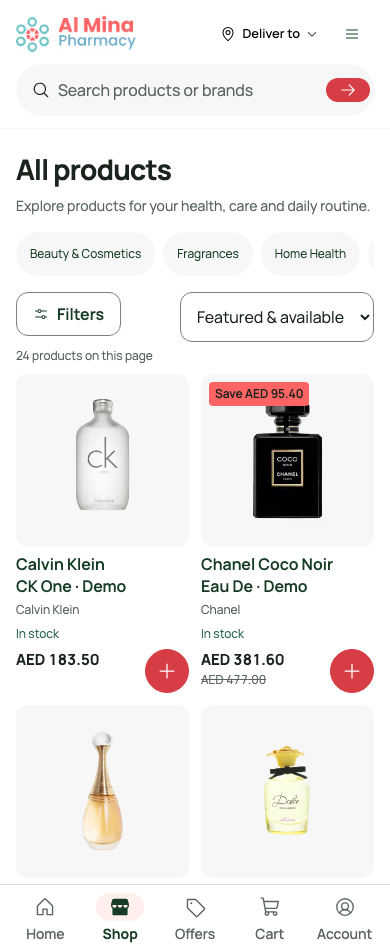 Al Mina
Pharmacy
Deliver to
Search products or brands
All products
Explore products for your health, care and daily routine.
Beauty & Cosmetics
Fragrances
Home Health
Filters
Featured & available
24 products on this page
ck
Save AED 95.40
COCO
NOIR
CHANEL
PARIS
Calvin Klein
CK One · Demo
Calvin Klein
In stock
AED 183.50
Chanel Coco Noir
Eau De · Demo
Chanel
In stock
AED 381.60
AED 477.00
Dolce
shine
Home
Shop
Offers
Cart
Account